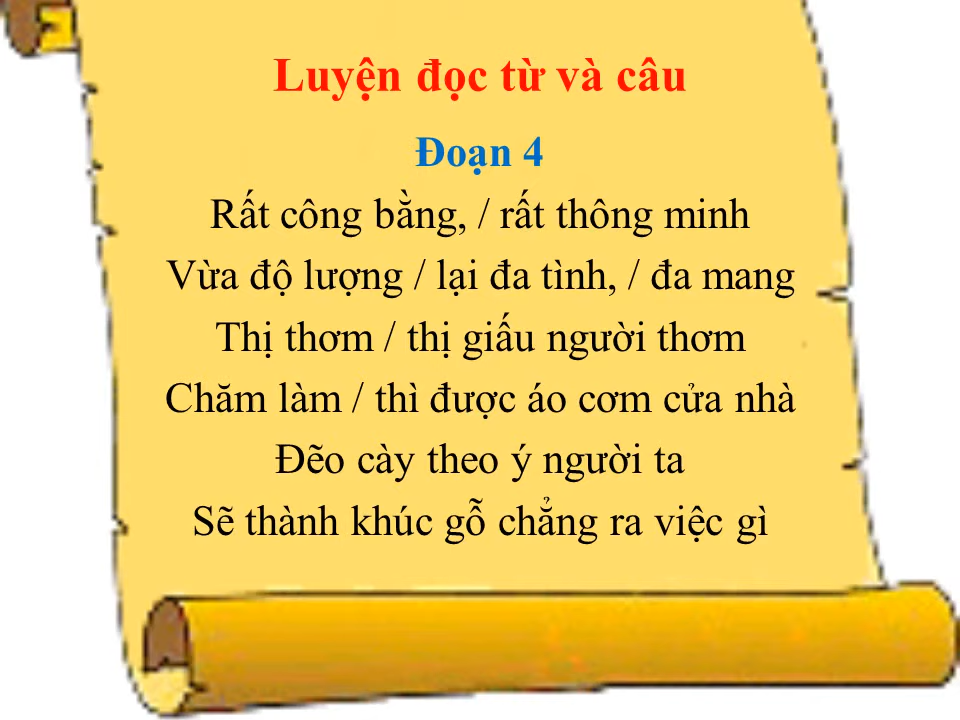 Luyện đọc từ và câu
Đoạn 4
Rất công bằng, / rất thông minh
Vừa độ lượng / lại đa tình, / đa mang
Thị thơm / thị giấu người thơm
Chăm làm / thì được áo cơm cửa nhà
Đẽo cày theo ý người ta
Sẽ thành khúc gỗ chẳng ra việc gì